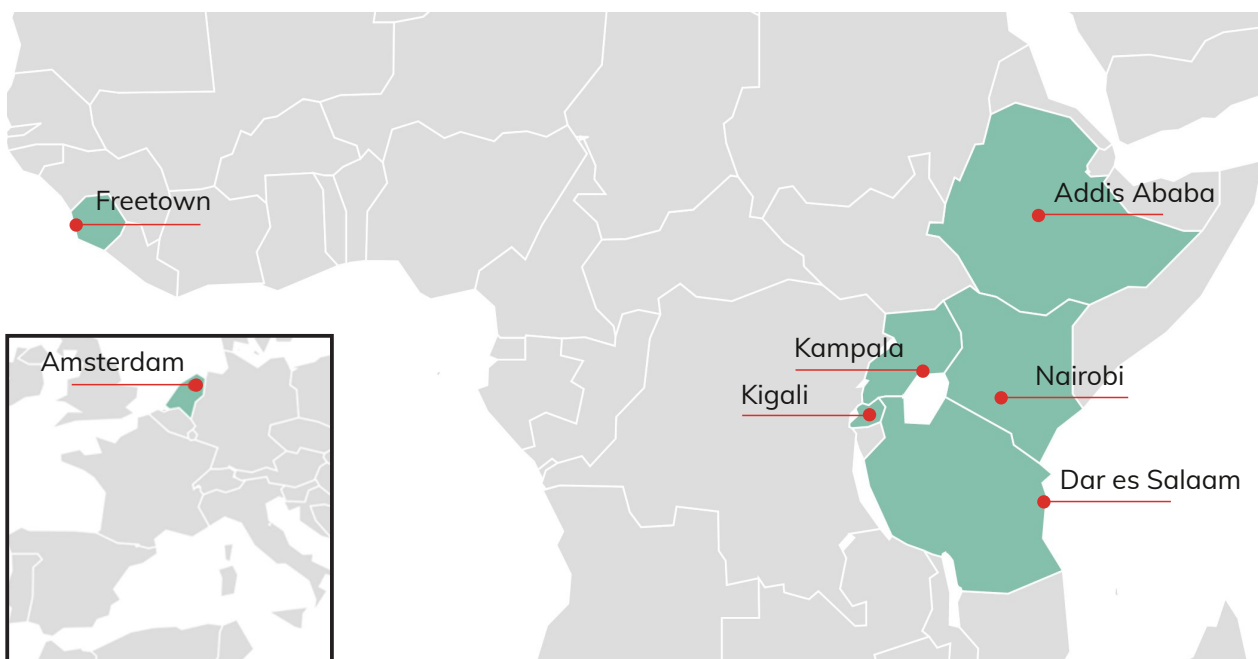 Freetown
Addis Ababa
Kampala
Amsterdam
Nairobi
Kigali
Dar es Salaam